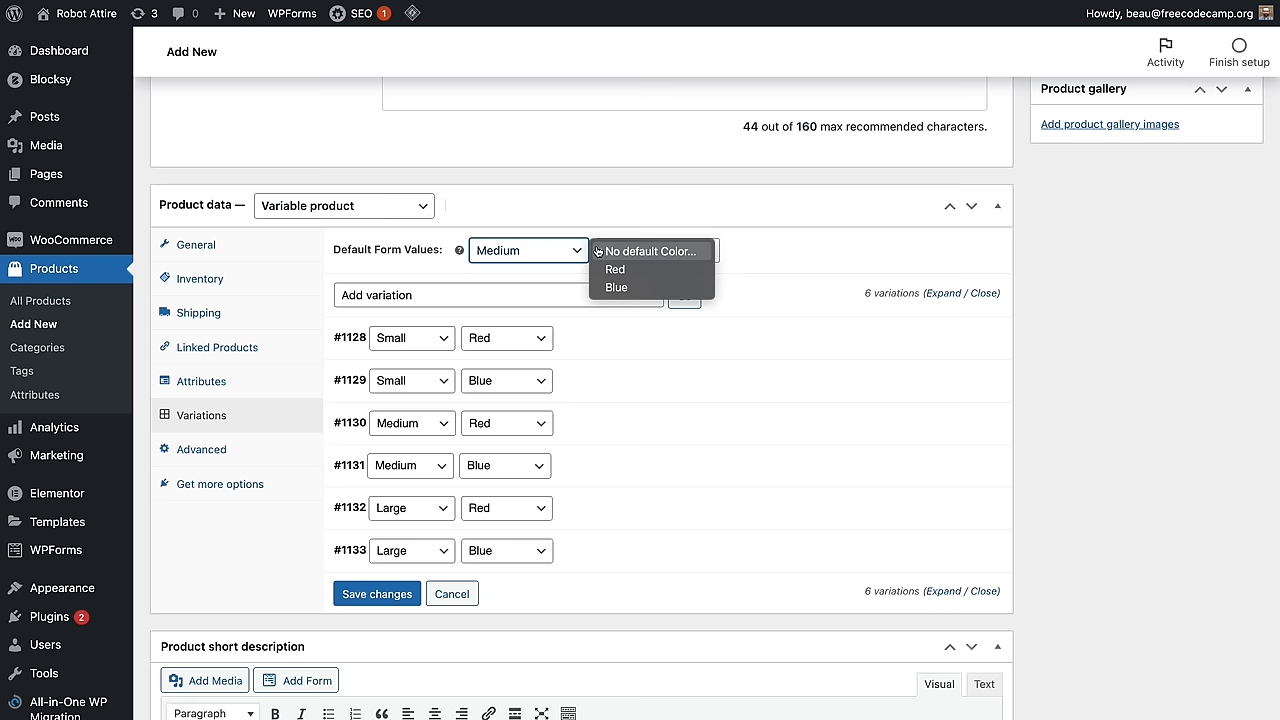 Robot Attire 3 0 New WPForms SEO 1 Howdy, beau@freecodecamp.org
Dashboard
Blocksy
Posts
Media
Pages
Comments
WooCommerce
Products
All Products
Add New
Categories
Tags
Attributes
Analytics
Marketing
Elementor
Templates
WPForms
Appearance
Plugins 2
Users
Tools
All-in-One WP
Migration
Add New
Activity
Finish setup
44 out of 160 max recommended characters.
Product gallery
Add product gallery images
Product data — Variable product
General
Inventory
Shipping
Linked Products
Attributes
Variations
Advanced
Get more options
Default Form Values: Medium
No default Color...
Red
Blue
Add variation
6 variations (Expand / Close)
#1128 Small Red
#1129 Small Blue
#1130 Medium Red
#1131 Medium Blue
#1132 Large Red
#1133 Large Blue
Save changes Cancel 6 variations (Expand / Close)
Product short description
Add Media Add Form
Visual Text
Paragraph B I